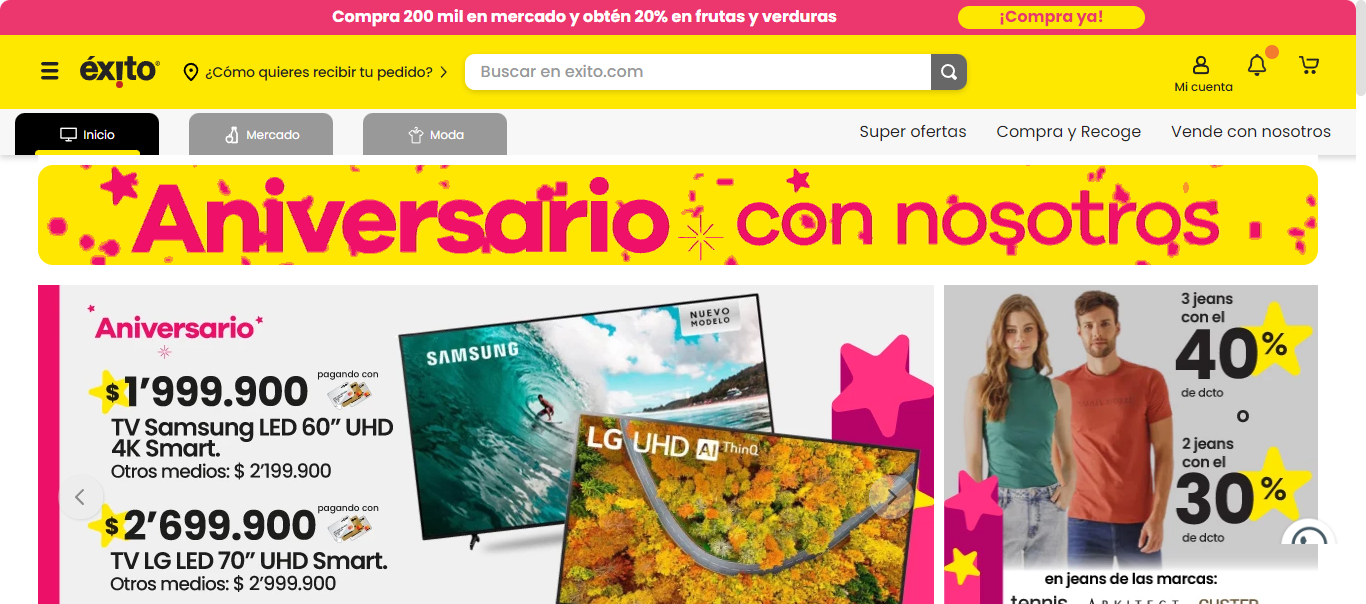 Compra 200 mil en mercado y obtén 20% en frutas y verduras
¡Compra ya!
éxito
¿Cómo quieres recibir tu pedido?
Buscar en exito.com
Mi cuenta
Inicio
Mercado
Moda
Super ofertas
Compra y Recoge
Vende con nosotros
Aniversario con nosotros
Aniversario
$1'999.900
pagando con
TV Samsung LED 60” UHD
4K Smart.
Otros medios: $ 2'199.900
$2'699.900
pagando con
TV LG LED 70” UHD Smart.
Otros medios: $ 2'999.900
SAMSUNG
NUEVO
MODELO
LG UHD AI ThinQ
3 jeans
con el
40%
de dcto
o
2 jeans
con el
30%
de dcto
en jeans de las marcas:
tennis ARKITECT CUSTER